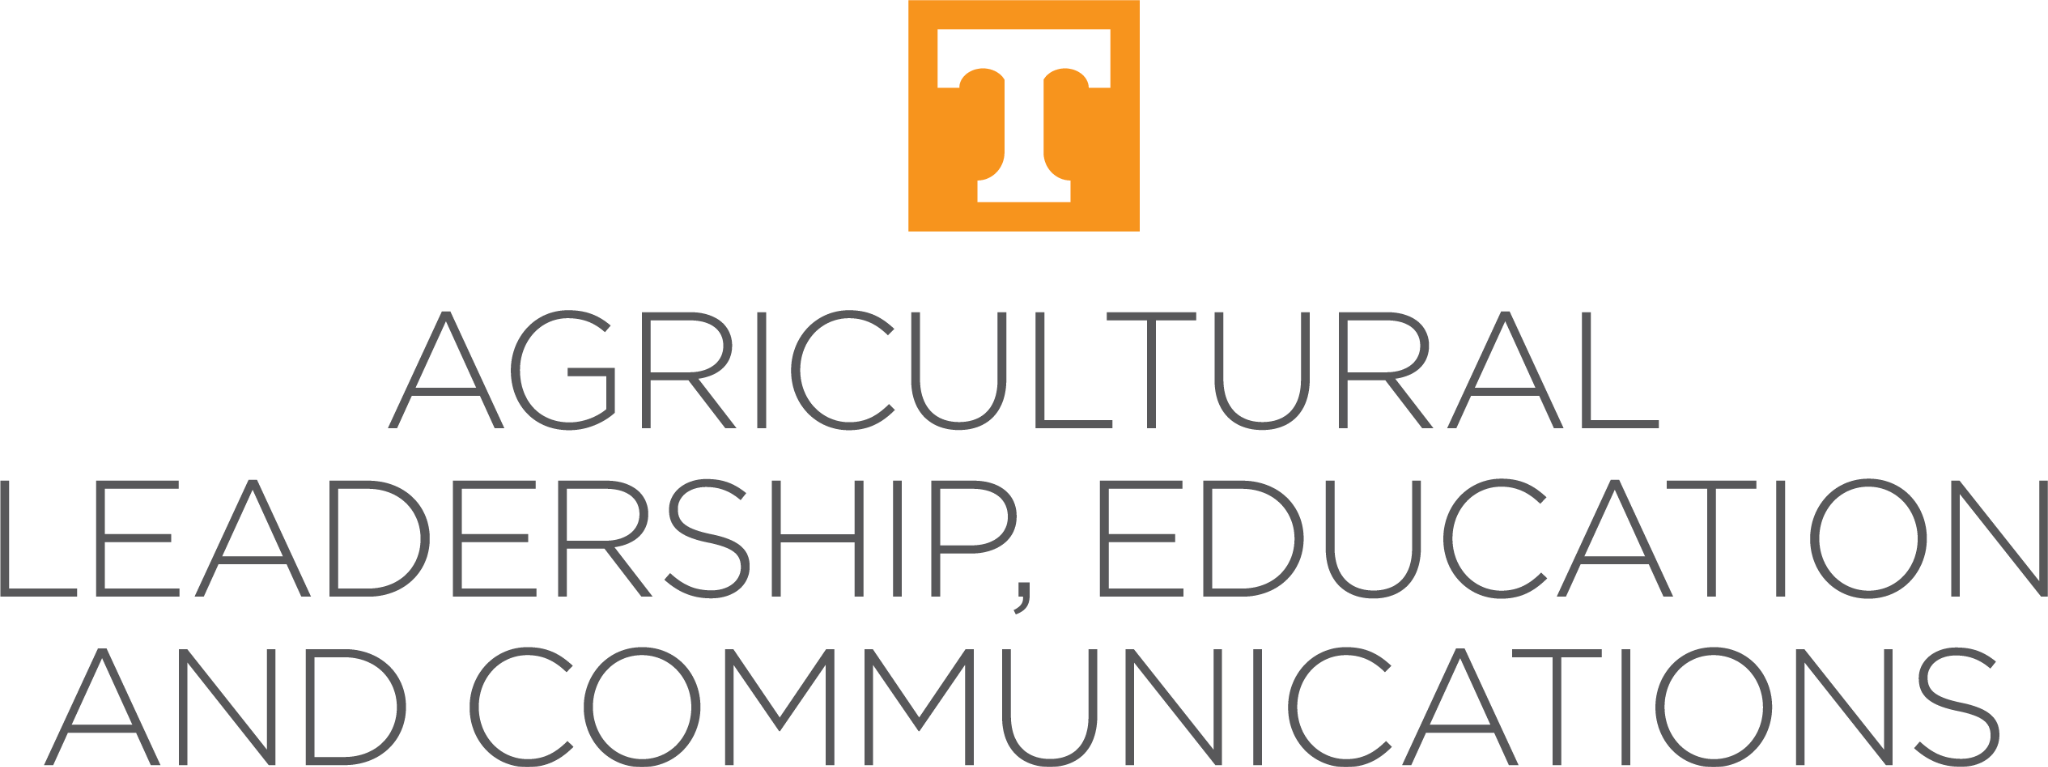 T
AGRICULTURAL
LEADERSHIP, EDUCATION
AND COMMUNICATIONS